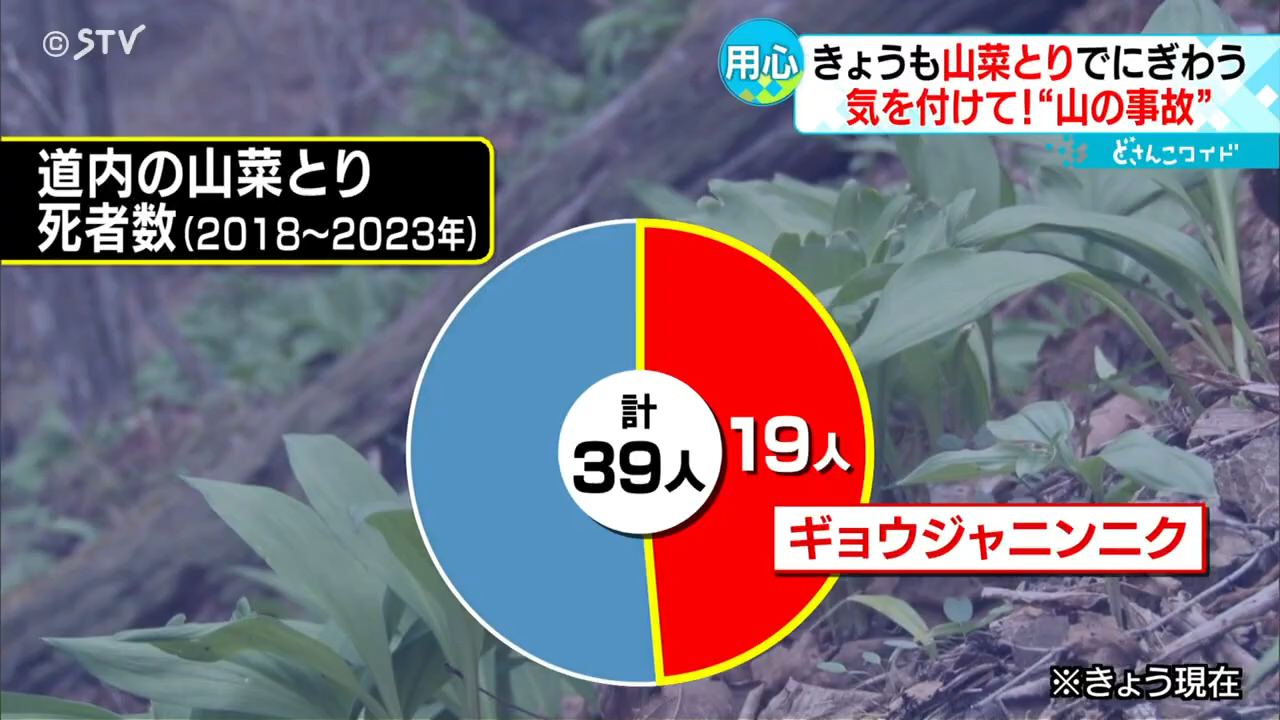 ©STV
用心
きょうも山菜とりでにぎわう
気を付けて!“山の事故”
どさんこワイド
道内の山菜とり
死者数(2018~2023年)
計
39人
19人
ギョウジャニンニク
※きょう現在